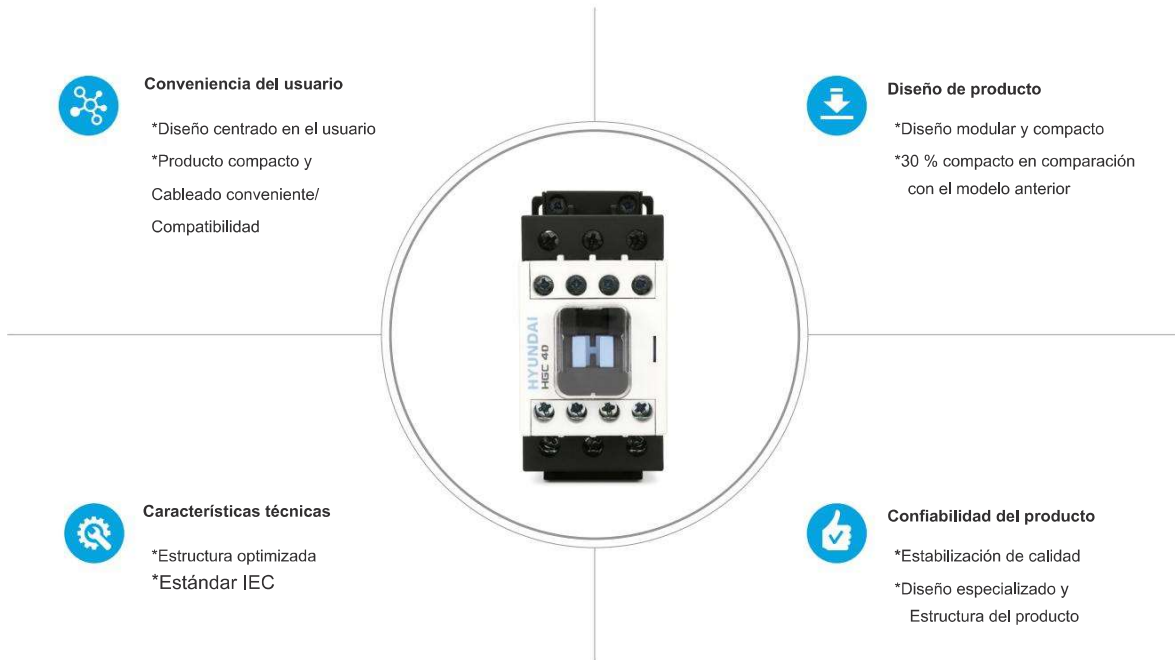 Conveniencia del usuario
*Diseño centrado en el usuario
*Producto compacto y
Cableado conveniente/
Compatibilidad
Diseño de producto
*Diseño modular y compacto
*30 % compacto en comparación
con el modelo anterior
HYUNDAI
HGC 40
H
Características técnicas
*Estructura optimizada
*Estándar IEC
Confiabilidad del producto
*Estabilización de calidad
*Diseño especializado y
Estructura del producto